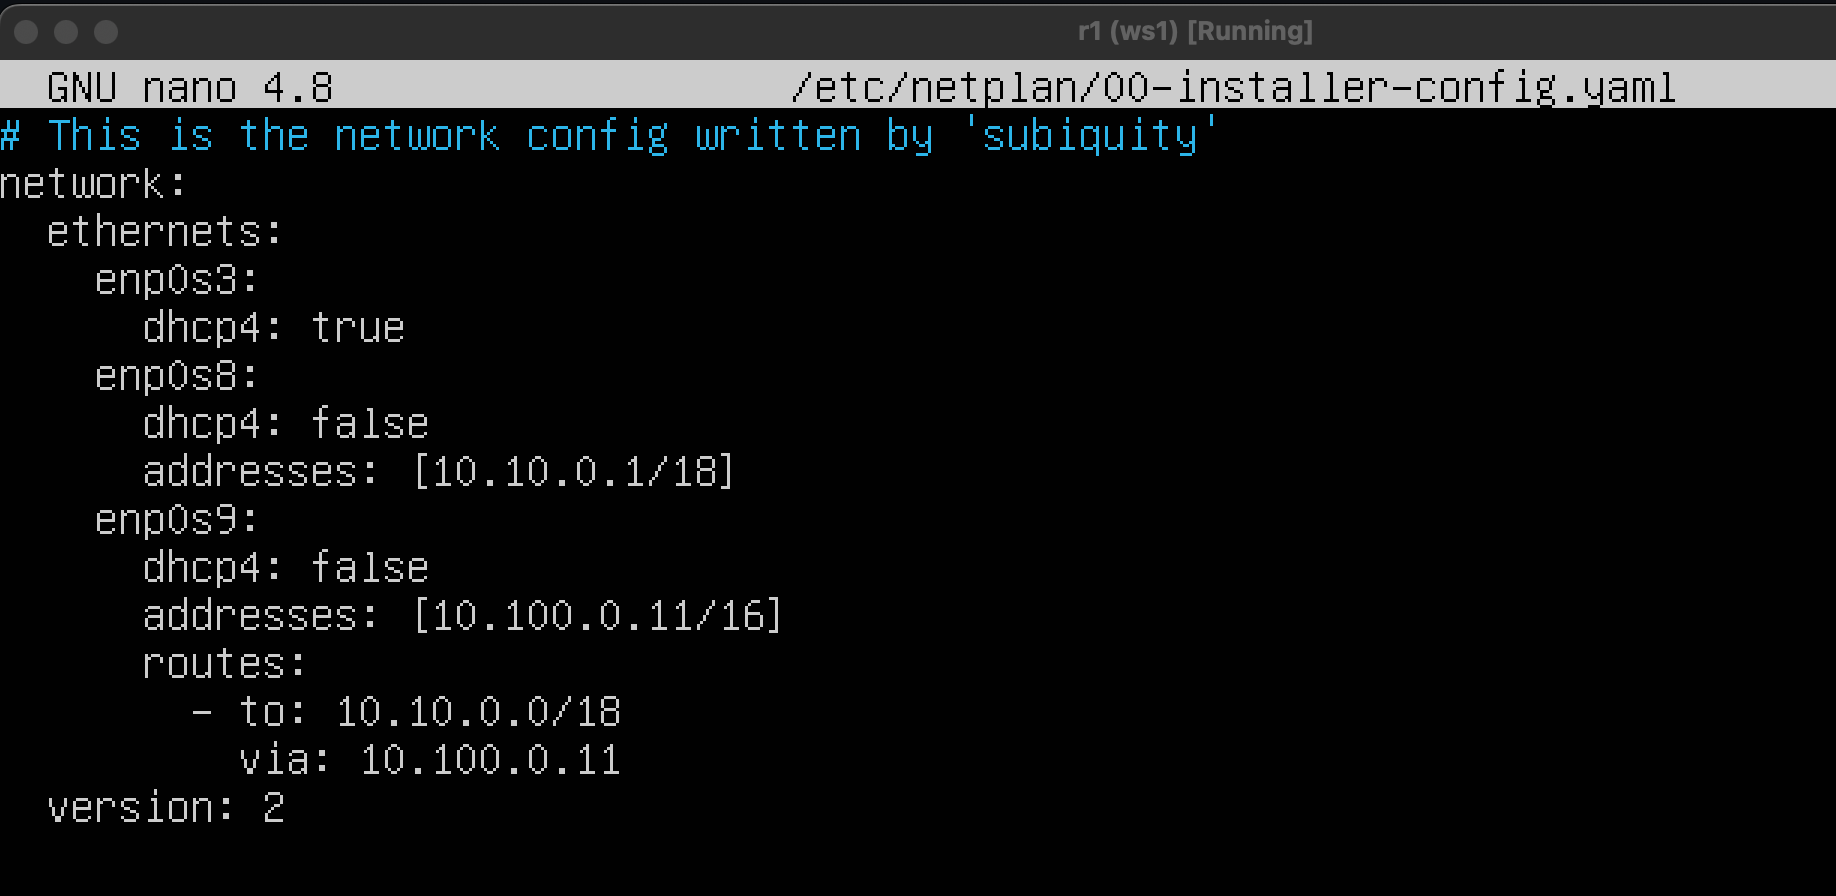 r1 (ws1) [Running]
GNU nano 4.8 /etc/netplan/00-installer-config.yaml
# This is the network config written by 'subiquity'
network:
  ethernets:
    enp0s3:
      dhcp4: true
    enp0s8:
      dhcp4: false
      addresses: [10.10.0.1/18]
    enp0s9:
      dhcp4: false
      addresses: [10.100.0.11/16]
      routes:
        - to: 10.10.0.0/18
          via: 10.100.0.11
  version: 2